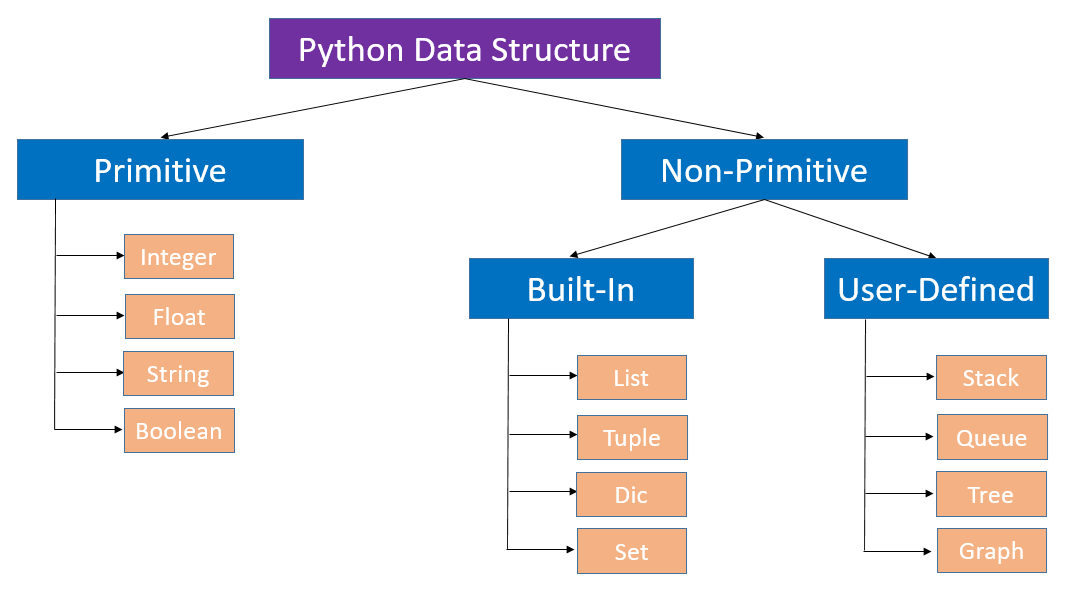 Python Data Structure
Primitive
Non-Primitive
Integer
Float
String
Boolean
Built-In
User-Defined
List
Tuple
Dic
Set
Stack
Queue
Tree
Graph